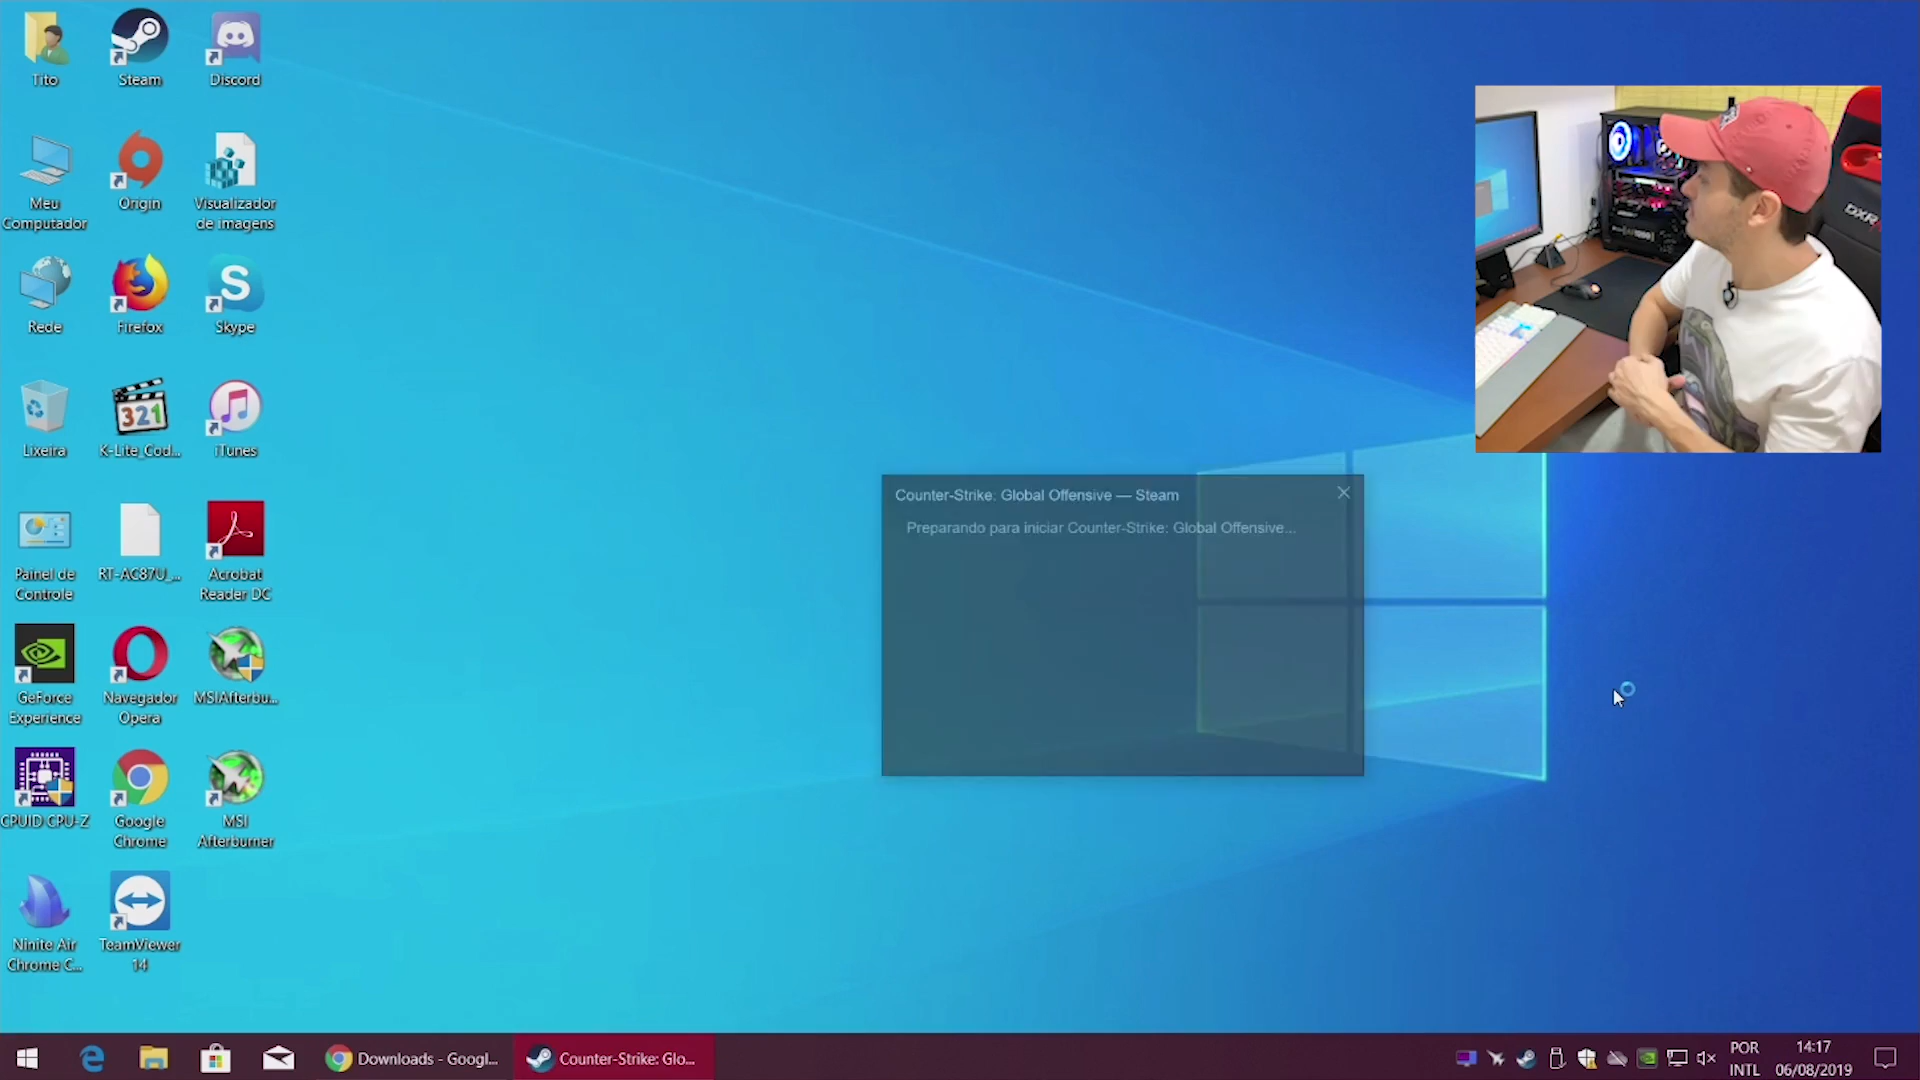 Tito
Steam
Discord
Meu
Computador
Origin
Visualizador
de imagens
Rede
Firefox
Skype
Lixeira
K-Lite_Cod...
iTunes
Painel de
Controle
RT-AC87U_...
Acrobat
Reader DC
GeForce
Experience
Navegador
Opera
MSIAfterbu...
CPUID CPU-Z
Google
Chrome
MSI
Afterburner
Ninite Air
Chrome C...
TeamViewer
14
321
S
Counter-Strike: Global Offensive — Steam
Preparando para iniciar Counter-Strike: Global Offensive...
DXR
Downloads - Googl...
Counter-Strike: Glo...
POR
INTL
14:17
06/08/2019